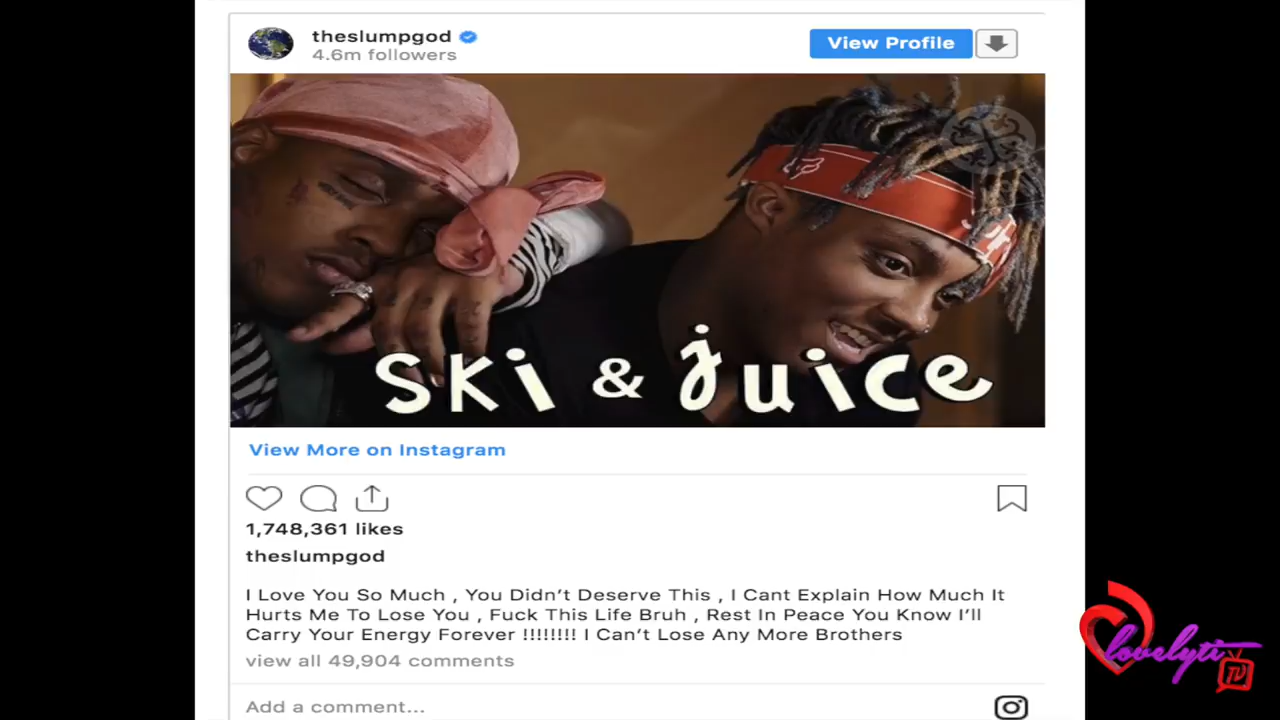 theslumpgod
4.6m followers
View Profile
Ski & juice
View More on Instagram
1,748,361 likes
theslumpgod
I Love You So Much , You Didn’t Deserve This , I Cant Explain How Much It
Hurts Me To Lose You , Fuck This Life Bruh , Rest In Peace You Know I’ll
Carry Your Energy Forever !!!!!!!! I Can’t Lose Any More Brothers
view all 49,904 comments
Add a comment...
lovelyti
TV